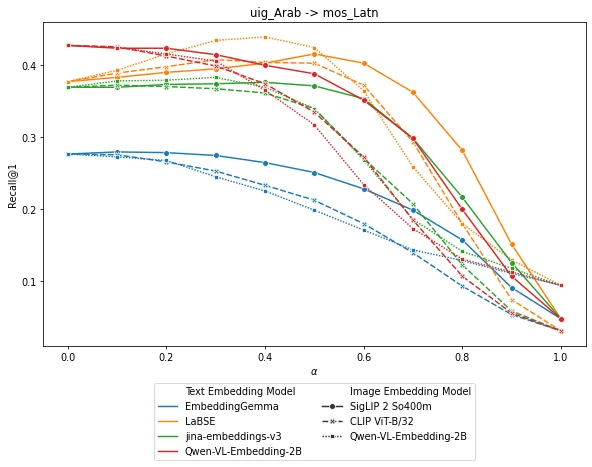 uig_Arab -> mos_Latn
Recall@1
0.4
0.3
0.2
0.1
0.0 0.2 0.4 0.6 0.8 1.0
α
Text Embedding Model Image Embedding Model
EmbeddingGemma SigLIP 2 So400m
LaBSE CLIP ViT-B/32
jina-embeddings-v3 Qwen-VL-Embedding-2B
Qwen-VL-Embedding-2B